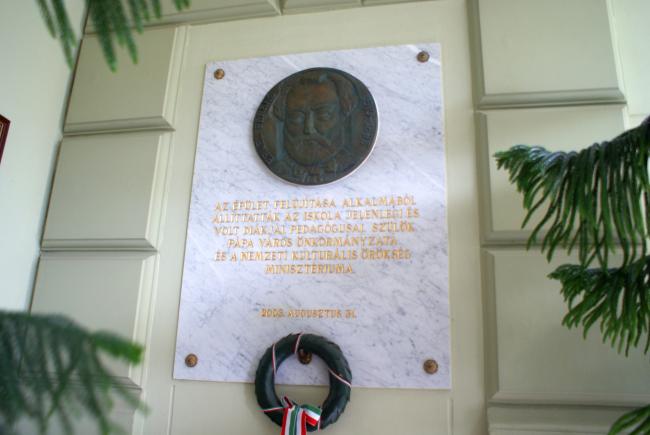 AZ ÉPÜLET FELÚJÍTÁSA ALKALMÁBÓL
ÁLLÍTTATTÁK AZ ISKOLA JELENLEGI ÉS
VOLT DIÁKJAI, PEDAGÓGUSAI, SZÜLŐK,
PÁPA VÁROS ÖNKORMÁNYZATA
ÉS A NEMZETI KULTURÁLIS ÖRÖKSÉG
MINISZTÉRIUMA.
2003. AUGUSZTUS 31.